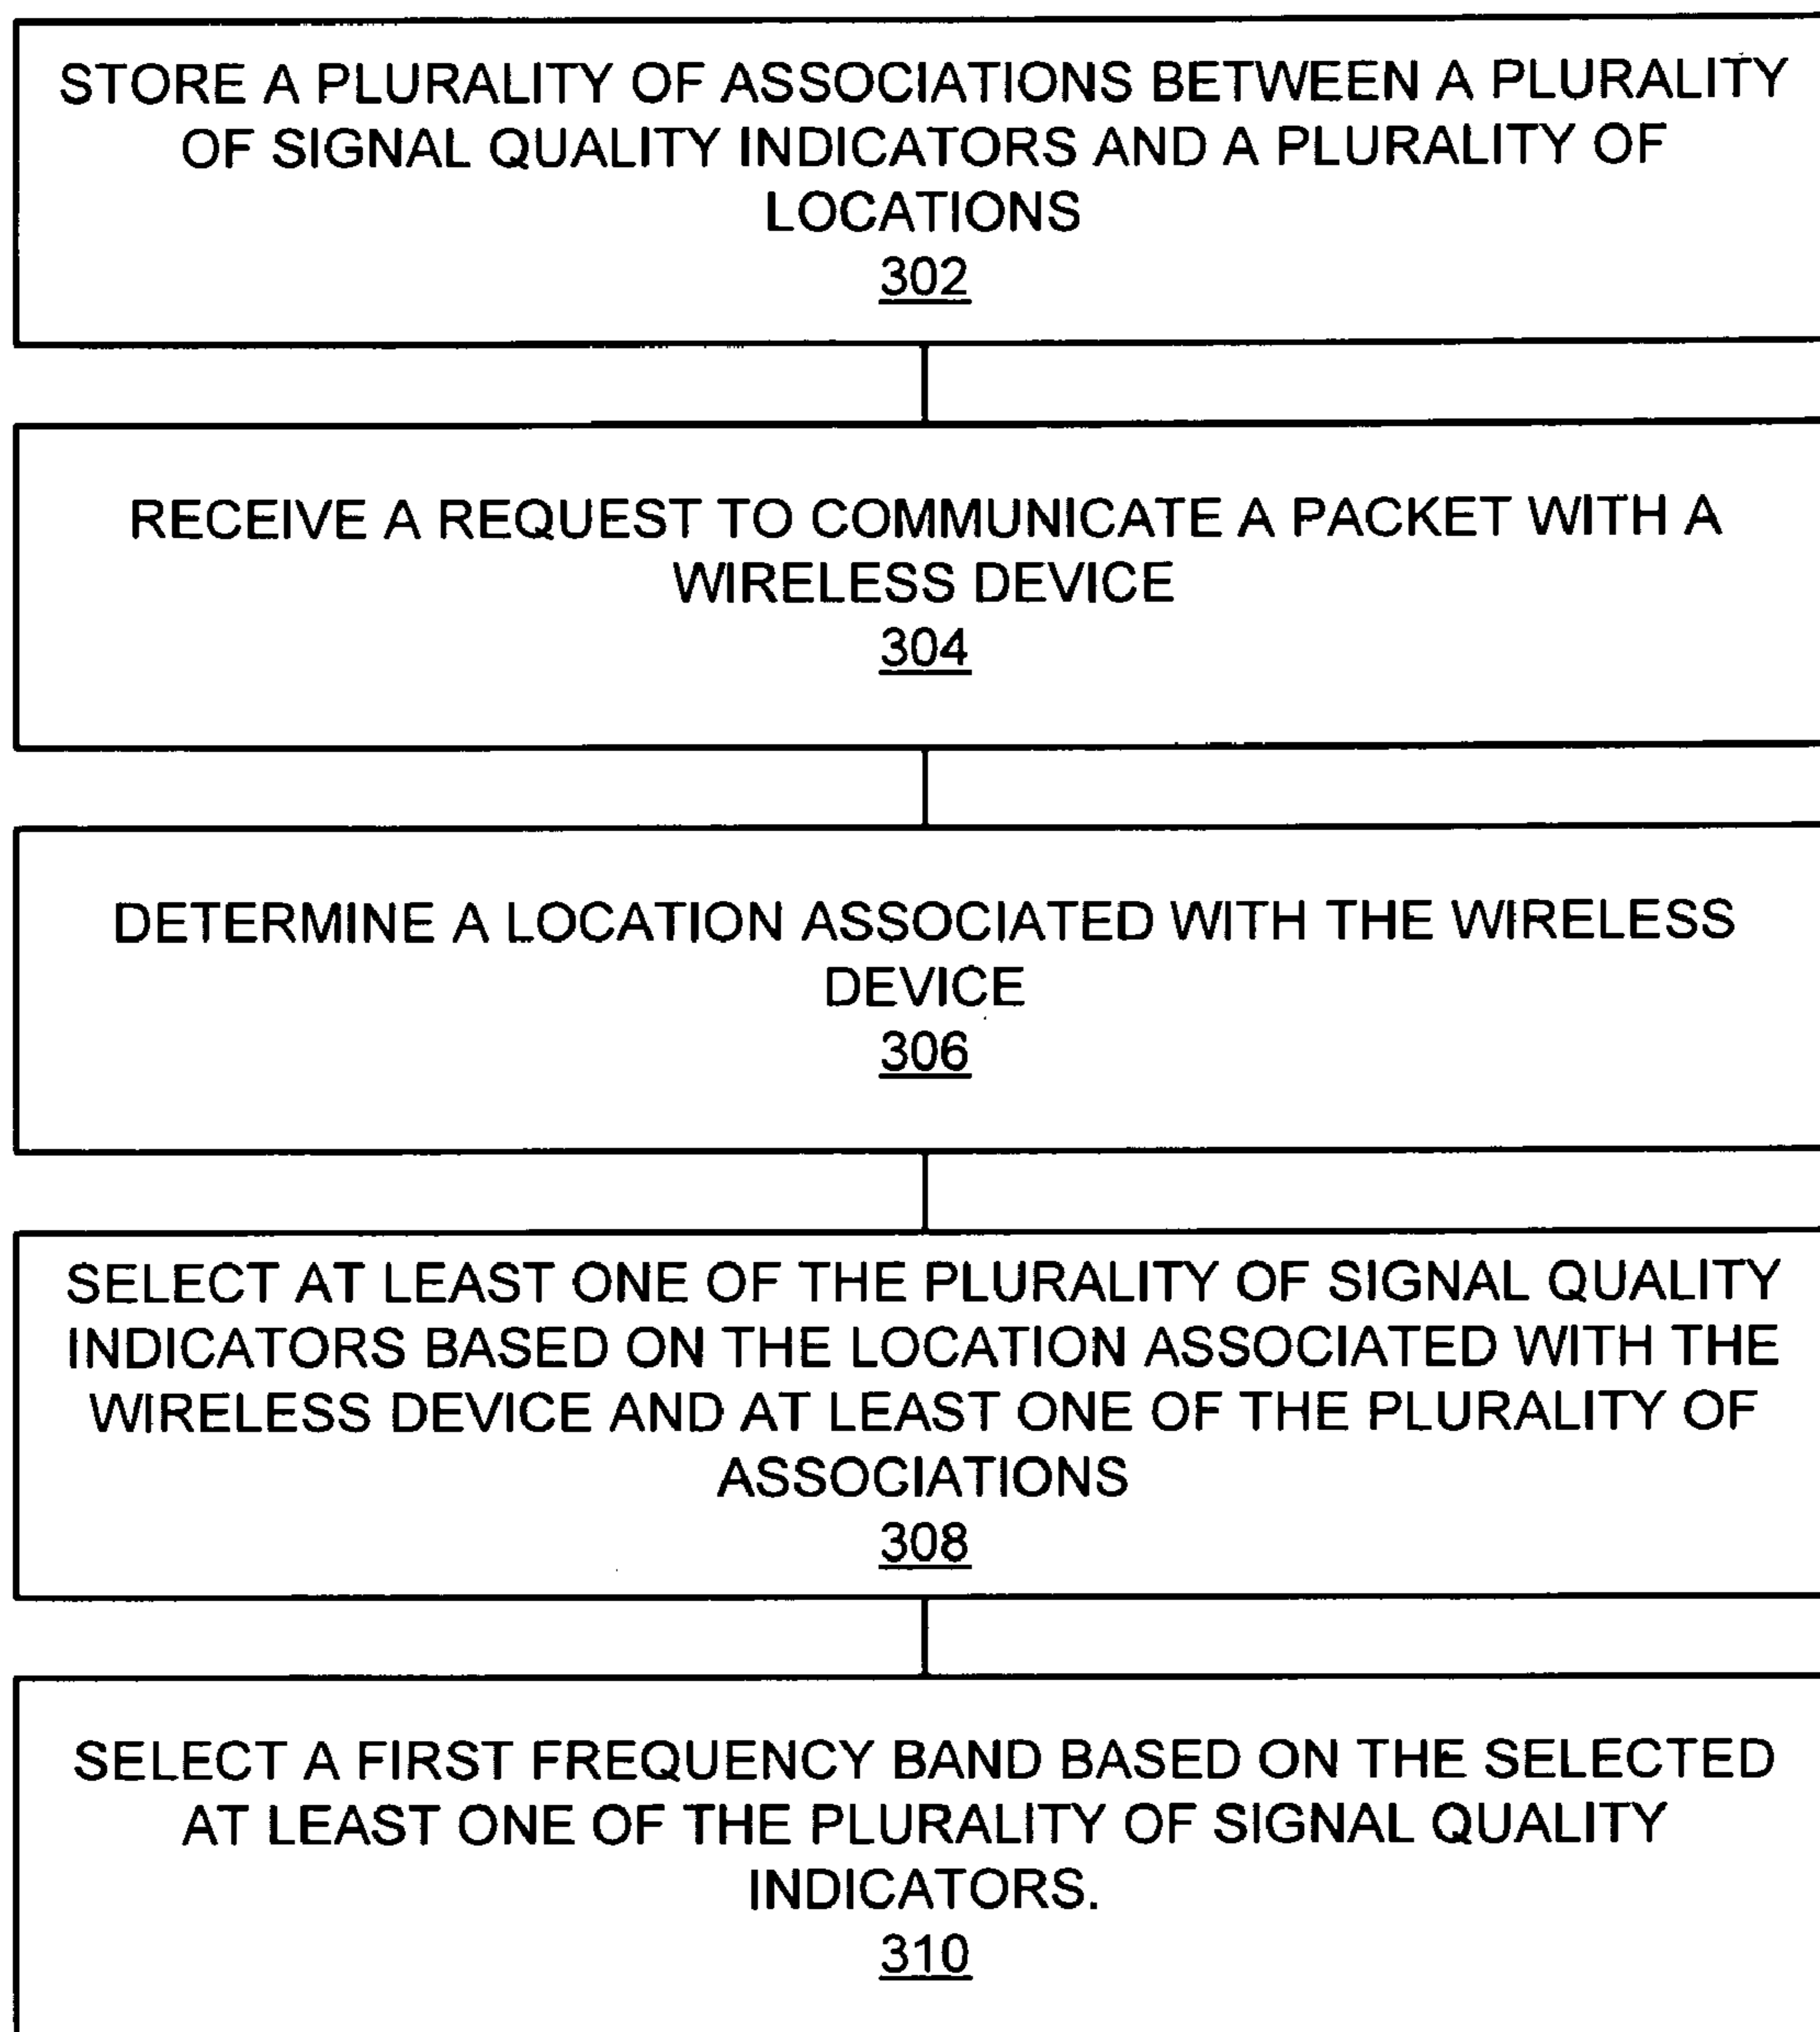 STORE A PLURALITY OF ASSOCIATIONS BETWEEN A PLURALITY
OF SIGNAL QUALITY INDICATORS AND A PLURALITY OF
LOCATIONS
302
RECEIVE A REQUEST TO COMMUNICATE A PACKET WITH A
WIRELESS DEVICE
304
DETERMINE A LOCATION ASSOCIATED WITH THE WIRELESS
DEVICE
306
SELECT AT LEAST ONE OF THE PLURALITY OF SIGNAL QUALITY
INDICATORS BASED ON THE LOCATION ASSOCIATED WITH THE
WIRELESS DEVICE AND AT LEAST ONE OF THE PLURALITY OF
ASSOCIATIONS
308
SELECT A FIRST FREQUENCY BAND BASED ON THE SELECTED
AT LEAST ONE OF THE PLURALITY OF SIGNAL QUALITY
INDICATORS.
310